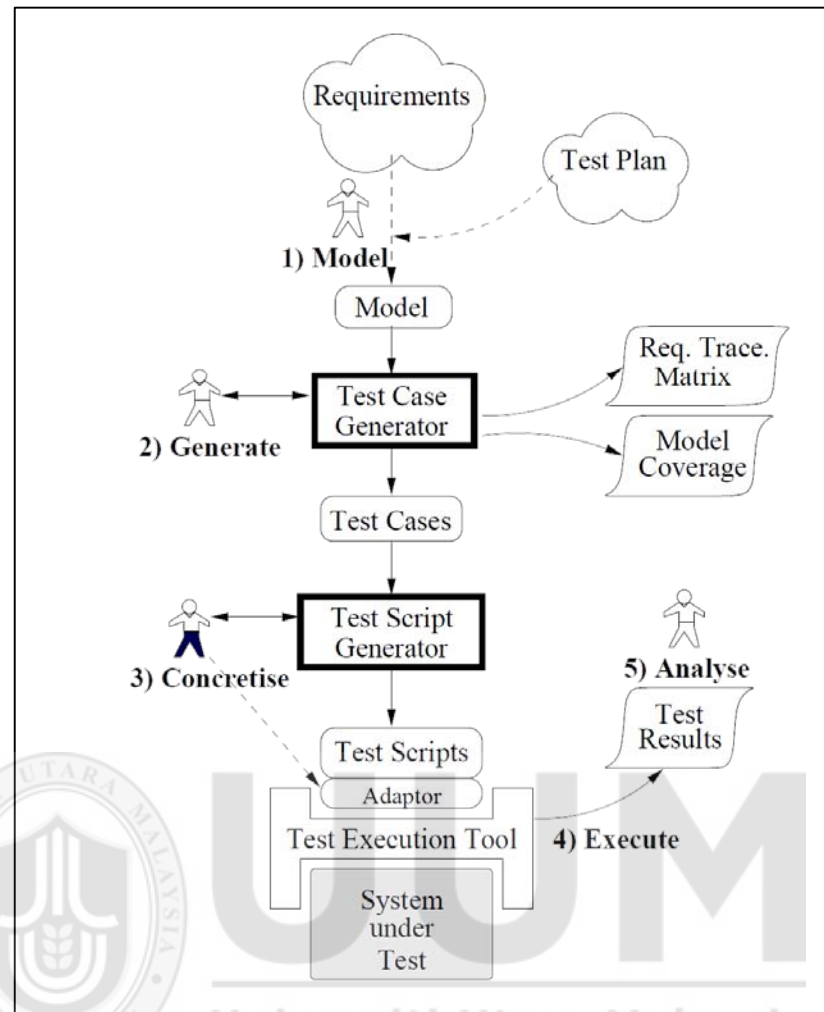 Requirements
Test Plan
1) Model
Model
Req. Trace.
Matrix
Test Case
Generator
2) Generate
Model
Coverage
Test Cases
Test Script
Generator
3) Concretise
5) Analyse
Test
Results
Test Scripts
Adaptor
Test Execution Tool
4) Execute
System
under
Test
UTARA MALAYSIA
UUM